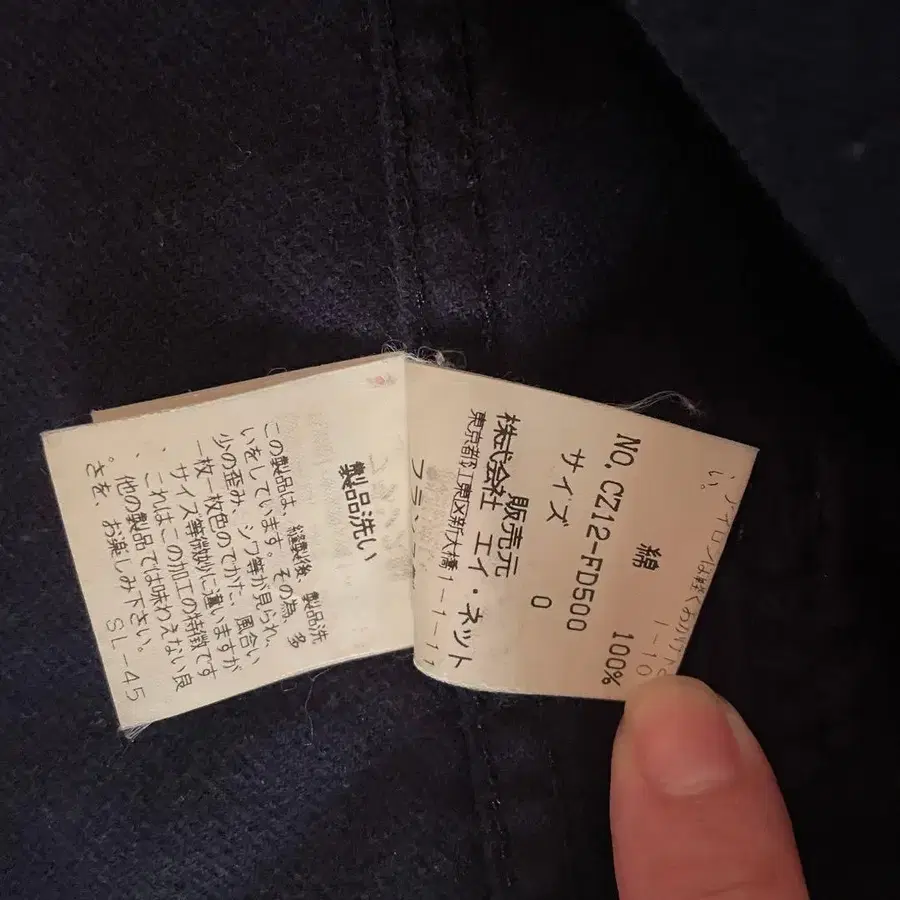 綿 100%
NO. CZ12-FD500
サイズ 0
販売元
株式会社 エイ・ネット
東京都江東区新大橋1-1-11
製品洗い
この製品は、縫製後、製品洗
いをしています。その為、多
少の歪み、シワ等が見られ、
一枚一枚色のでかた、風合い
サイズ等微妙に違いますが
、これはこの加工の特徴です
。他の製品では味わえない良
さを、お楽しみ下さい。
SL-45